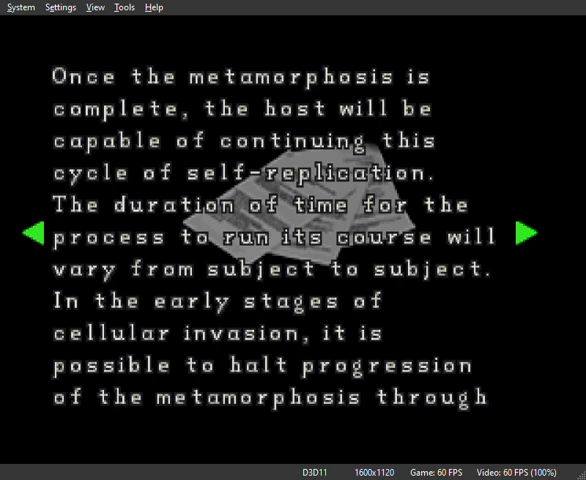 System Settings View Tools Help
Once the metamorphosis is
complete, the host will be
capable of continuing this
cycle of self-replication.
The duration of time for the
process to run its course will
vary from subject to subject.
In the early stages of
cellular invasion, it is
possible to halt progression
of the metamorphosis through
D3D11 1600x1120 Game: 60 FPS Video: 60 FPS (100%)